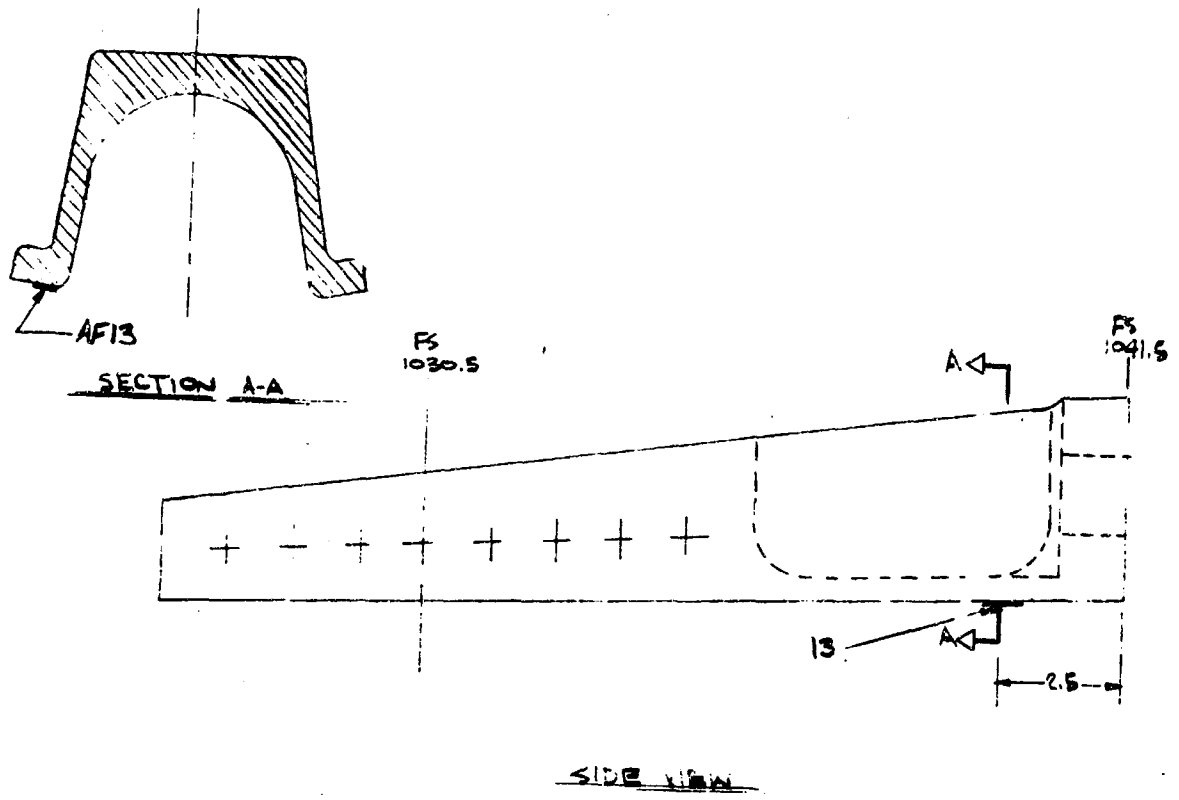 AF13
SECTION A-A
FS
1030.5
A
FS
1041.5
13
A
2.5
SIDE VIEW